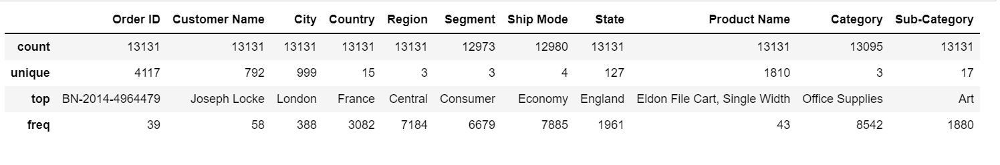 Order ID Customer Name City Country Region Segment Ship Mode State Product Name Category Sub-Category
count 13131 13131 13131 13131 13131 12973 12980 13131 13131 13095 13131
unique 4117 792 999 15 3 3 4 127 1810 3 17
top BN-2014-4964479 Joseph Locke London France Central Consumer Economy England Eldon File Cart, Single Width Office Supplies Art
freq 39 58 388 3082 7184 6679 7885 1961 43 8542 1880